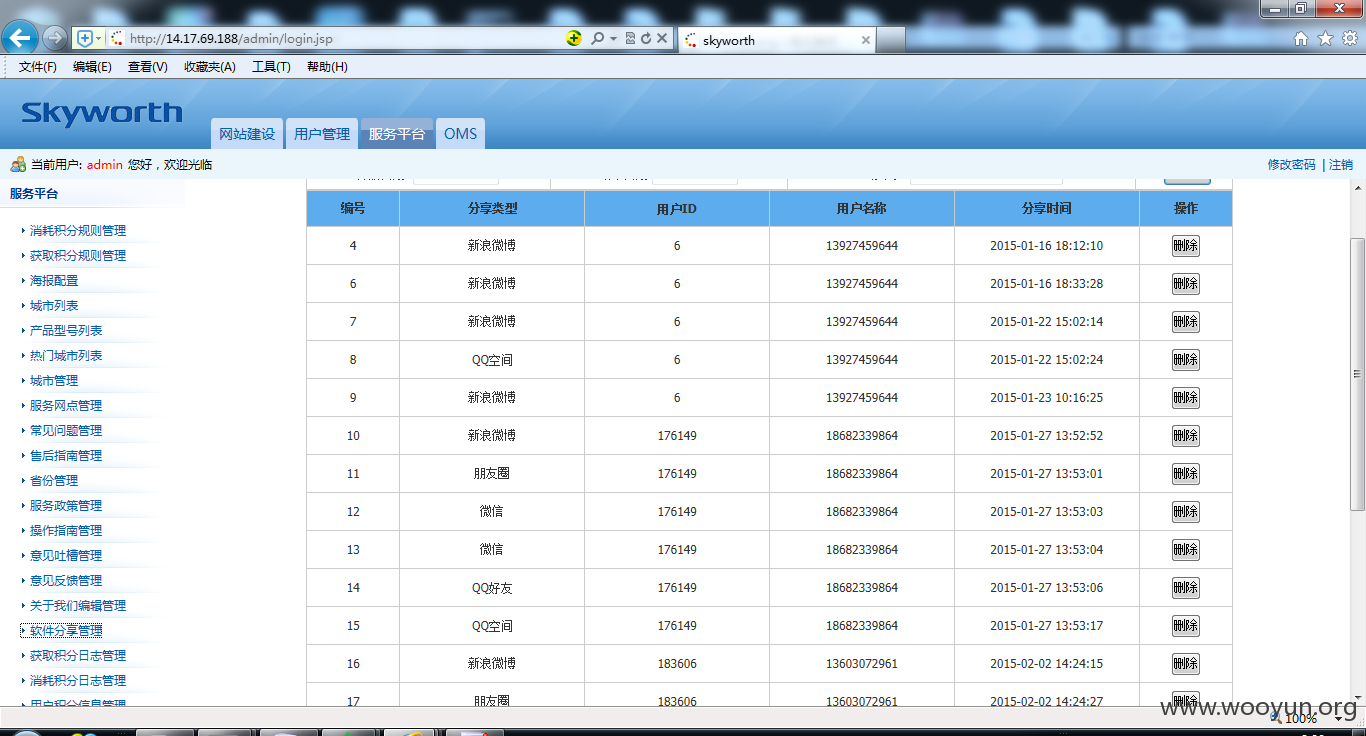 http://14.17.69.188/admin/login.jsp
skyworth
文件(F) 编辑(E) 查看(V) 收藏夹(A) 工具(T) 帮助(H)
Skyworth
网站建设 用户管理 服务平台 OMS
当前用户: admin 您好，欢迎光临
修改密码 | 注销
服务平台
消耗积分规则管理
获取积分规则管理
海报配置
城市列表
产品型号列表
热门城市列表
城市管理
服务网点管理
常见问题管理
售后指南管理
省份管理
服务政策管理
操作指南管理
意见吐槽管理
意见反馈管理
关于我们编辑管理
软件分享管理
获取积分日志管理
消耗积分日志管理
用户积分信息管理
编号 分享类型 用户ID 用户名称 分享时间 操作
4 新浪微博 6 13927459644 2015-01-16 18:12:10 删除
6 新浪微博 6 13927459644 2015-01-16 18:33:28 删除
7 新浪微博 6 13927459644 2015-01-22 15:02:14 删除
8 QQ空间 6 13927459644 2015-01-22 15:02:24 删除
9 新浪微博 6 13927459644 2015-01-23 10:16:25 删除
10 新浪微博 176149 18682339864 2015-01-27 13:52:52 删除
11 朋友圈 176149 18682339864 2015-01-27 13:53:01 删除
12 微信 176149 18682339864 2015-01-27 13:53:03 删除
13 微信 176149 18682339864 2015-01-27 13:53:04 删除
14 QQ好友 176149 18682339864 2015-01-27 13:53:06 删除
15 QQ空间 176149 18682339864 2015-01-27 13:53:17 删除
16 新浪微博 183606 13603072961 2015-02-02 14:24:15 删除
17 朋友圈 183606 13603072961 2015-02-02 14:24:27 删除
www.wooyun.org
100%